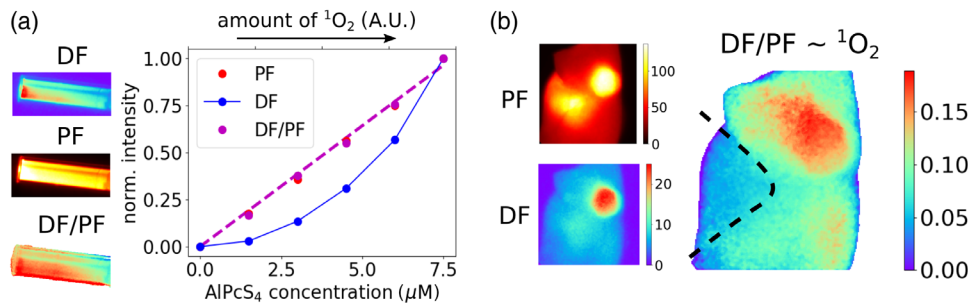 (a)
DF
PF
DF/PF
amount of ¹O₂ (A.U.)
norm. intensity
1.00
0.75
0.50
0.25
0.00
PF
DF
DF/PF
0.0
2.5
5.0
7.5
AlPcS₄ concentration (μM)
(b)
PF
100
50
0
DF
20
10
0
DF/PF ~ ¹O₂
0.15
0.10
0.05
0.00